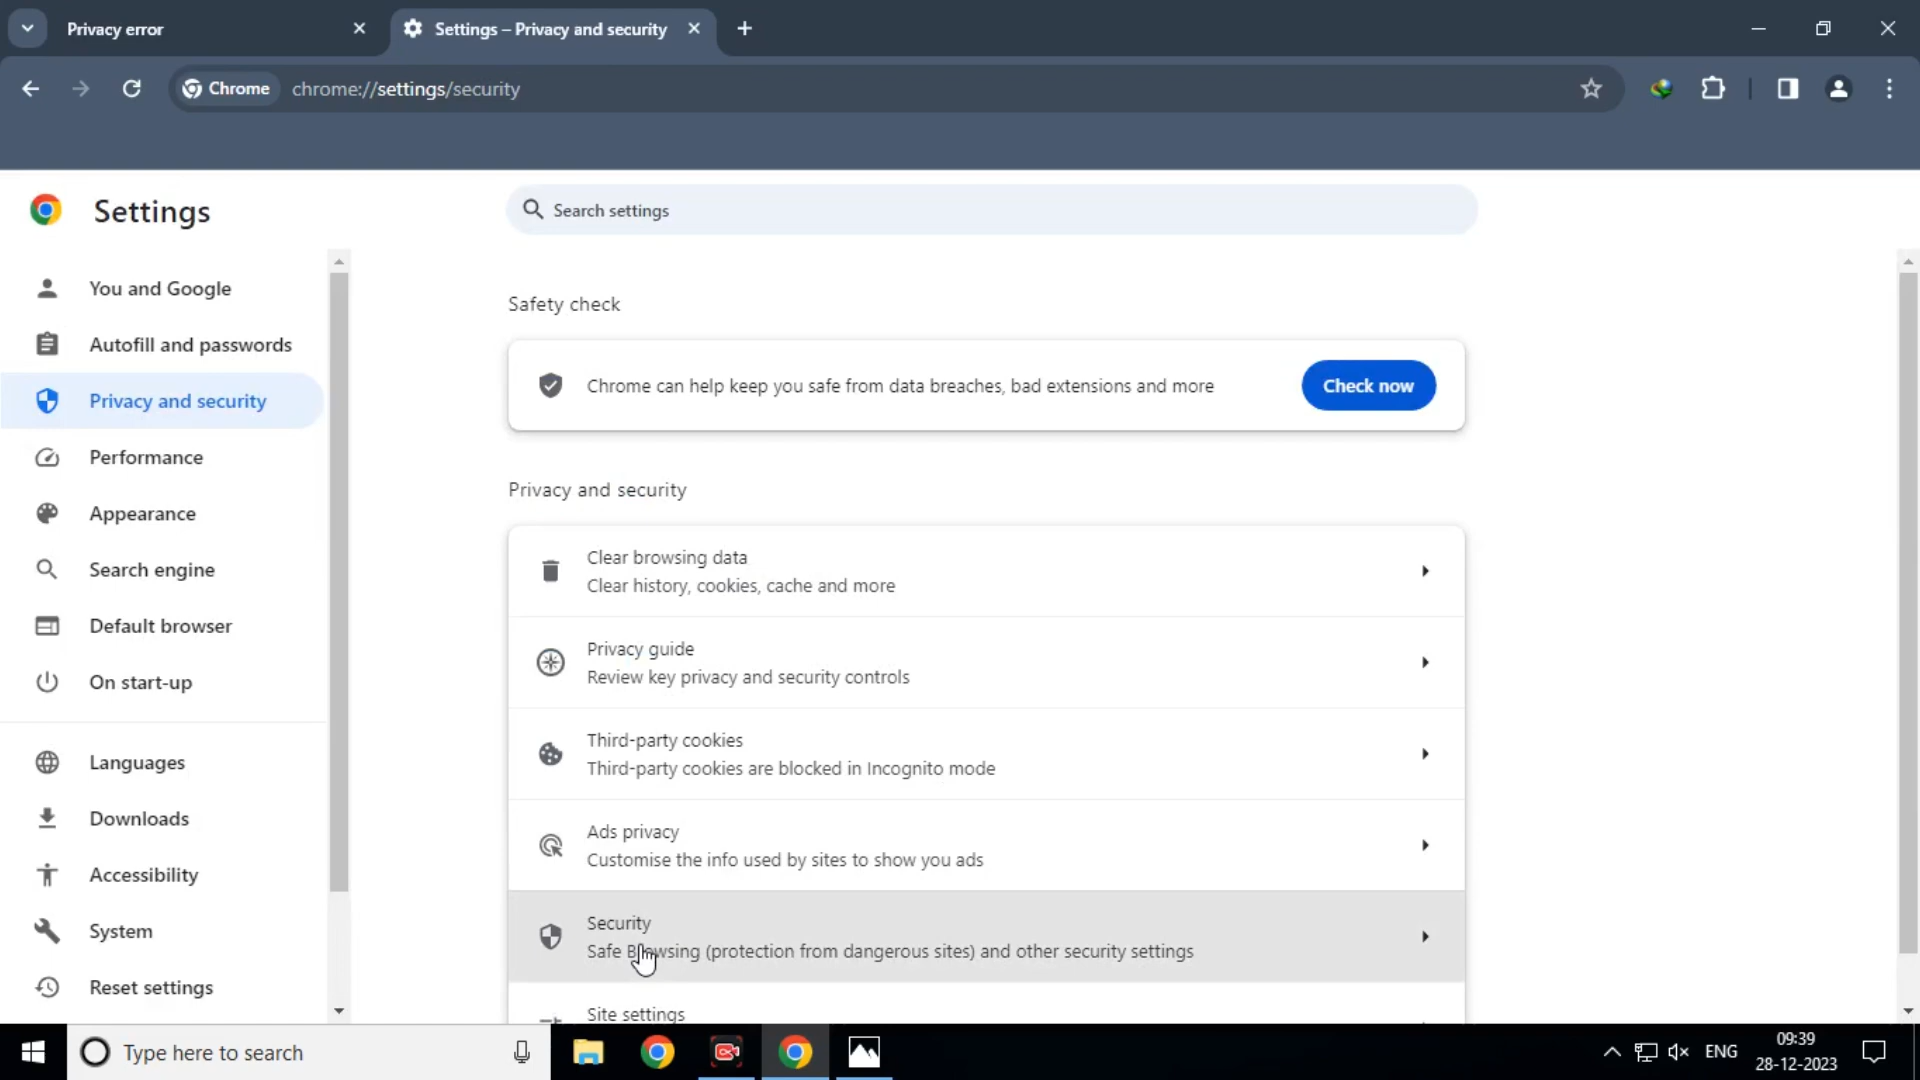 Privacy error
Settings – Privacy and security
Chrome
chrome://settings/security
Settings
Search settings
You and Google
Autofill and passwords
Privacy and security
Performance
Appearance
Search engine
Default browser
On start-up
Languages
Downloads
Accessibility
System
Reset settings
Safety check
Chrome can help keep you safe from data breaches, bad extensions and more
Check now
Privacy and security
Clear browsing data
Clear history, cookies, cache and more
Privacy guide
Review key privacy and security controls
Third-party cookies
Third-party cookies are blocked in Incognito mode
Ads privacy
Customise the info used by sites to show you ads
Security
Safe Browsing (protection from dangerous sites) and other security settings
Site settings
Type here to search
ENG
09:39
28-12-2023